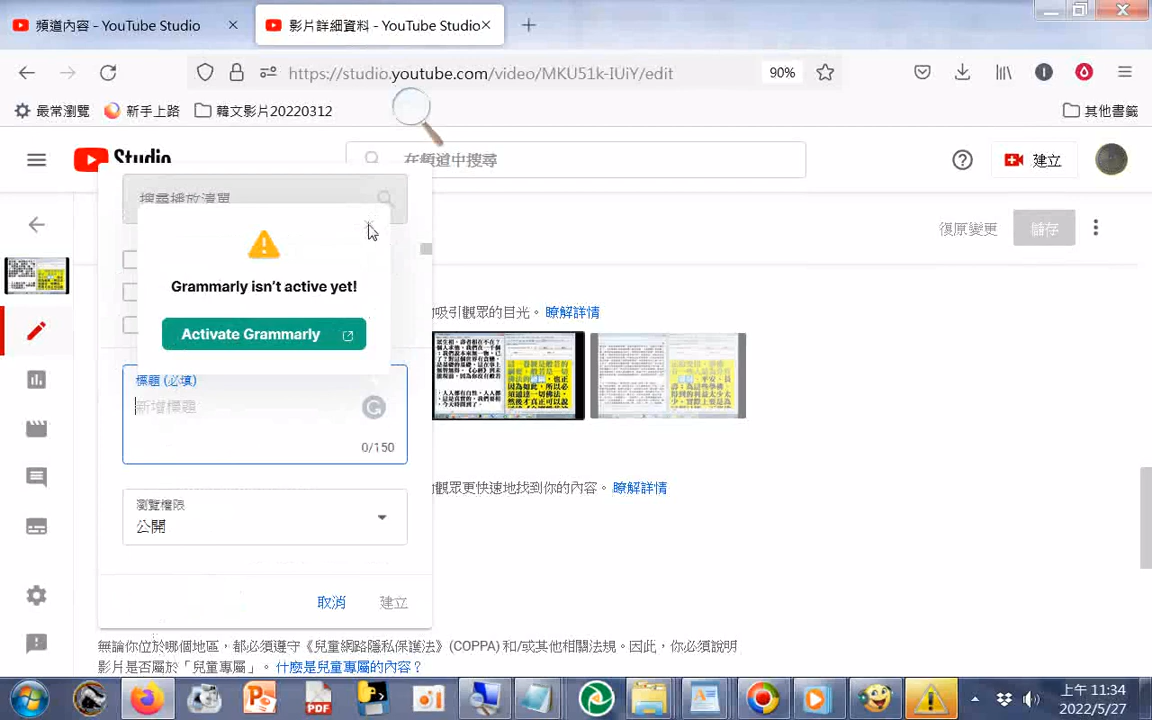 頻道內容 - YouTube Studio
影片詳細資料 - YouTube Studio
https://studio.youtube.com/video/MKU51k-IUiY/edit
90%
最常瀏覽
新手上路
韓文影片20220312
其他書籤
Studio
在頻道中搜尋
建立
搜尋播放清單
復原變更
儲存
Grammarly isn't active yet!
Activate Grammarly
吸引觀眾的目光。 瞭解詳情
標題 (必填)
新增標題
0/150
觀眾更快速地找到你的內容。 瞭解詳情
瀏覽權限
公開
取消
建立
無論你位於哪個地區，都必須遵守《兒童網路隱私保護法》(COPPA) 和/或其他相關法規。因此，你必須說明
影片是否屬於「兒童專屬」。 什麼是兒童專屬的內容？
上午 11:34
2022/5/27